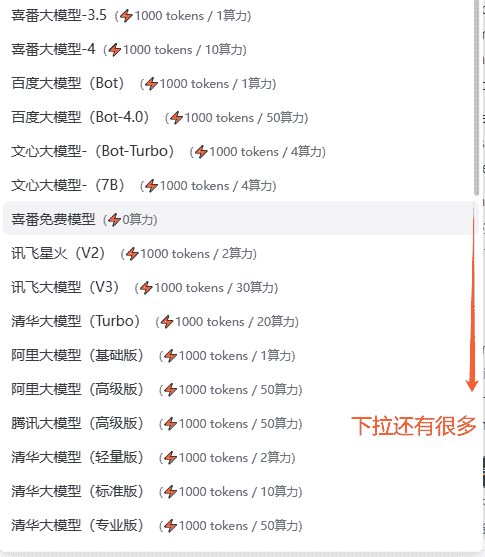 喜番大模型-3.5 (1000 tokens / 1算力)
喜番大模型-4 (1000 tokens / 10算力)
百度大模型（Bot） (1000 tokens / 1算力)
百度大模型（Bot-4.0） (1000 tokens / 50算力)
文心大模型-（Bot-Turbo） (1000 tokens / 4算力)
文心大模型-（7B） (1000 tokens / 4算力)
喜番免费模型 (0算力)
讯飞星火（V2） (1000 tokens / 2算力)
讯飞大模型（V3） (1000 tokens / 30算力)
清华大模型（Turbo） (1000 tokens / 20算力)
阿里大模型（基础版） (1000 tokens / 1算力)
阿里大模型（高级版） (1000 tokens / 50算力)
腾讯大模型（高级版） (1000 tokens / 50算力)
下拉还有很多
清华大模型（轻量版） (1000 tokens / 2算力)
清华大模型（标准版） (1000 tokens / 10算力)
清华大模型（专业版） (1000 tokens / 50算力)